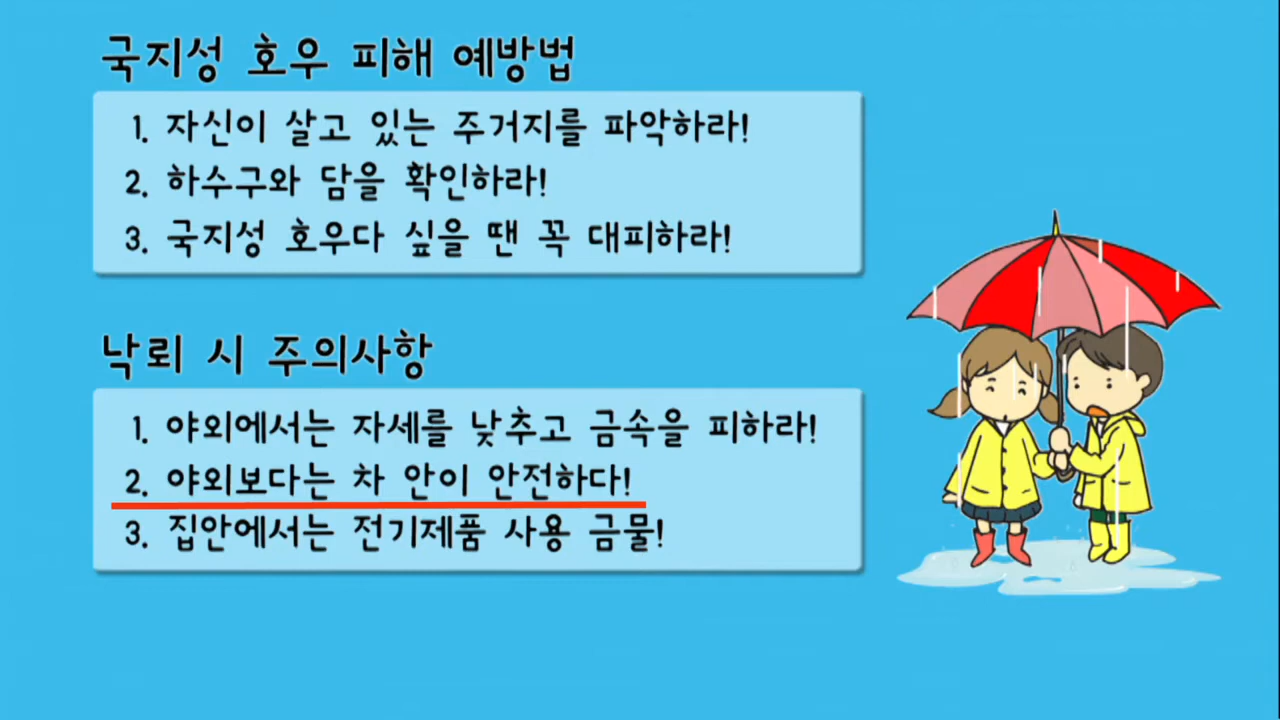 국지성 호우 피해 예방법
1. 자신이 살고 있는 주거지를 파악하라!
2. 하수구와 담을 확인하라!
3. 국지성 호우다 싶을 땐 꼭 대피하라!
낙뢰 시 주의사항
1. 야외에서는 자세를 낮추고 금속을 피하라!
2. 야외보다는 차 안이 안전하다!
3. 집안에서는 전기제품 사용 금물!